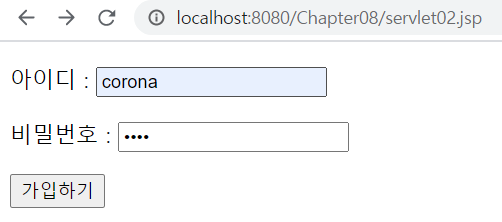 localhost:8080/Chapter08/servlet02.jsp
아이디 : corona
비밀번호 : ••••
가입하기